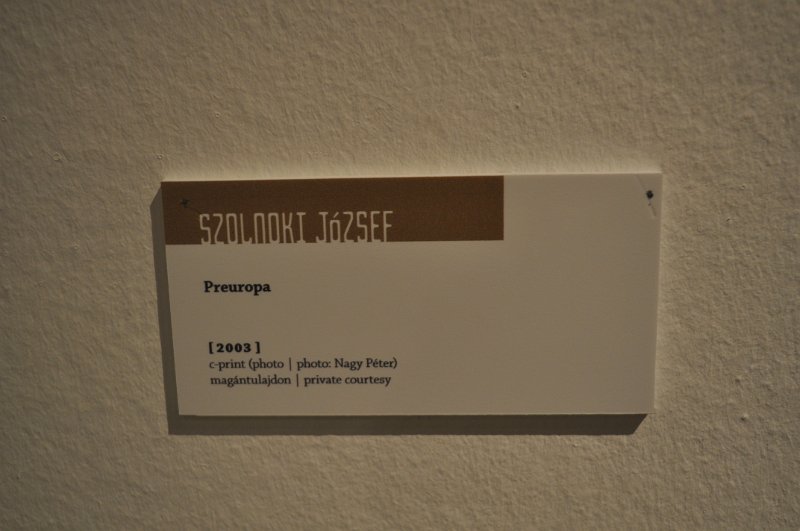 SZOLNOKI JóZSEF
Preuropa
[2003]
c-print (photo | photo: Nagy Péter)
magántulajdon | private courtesy